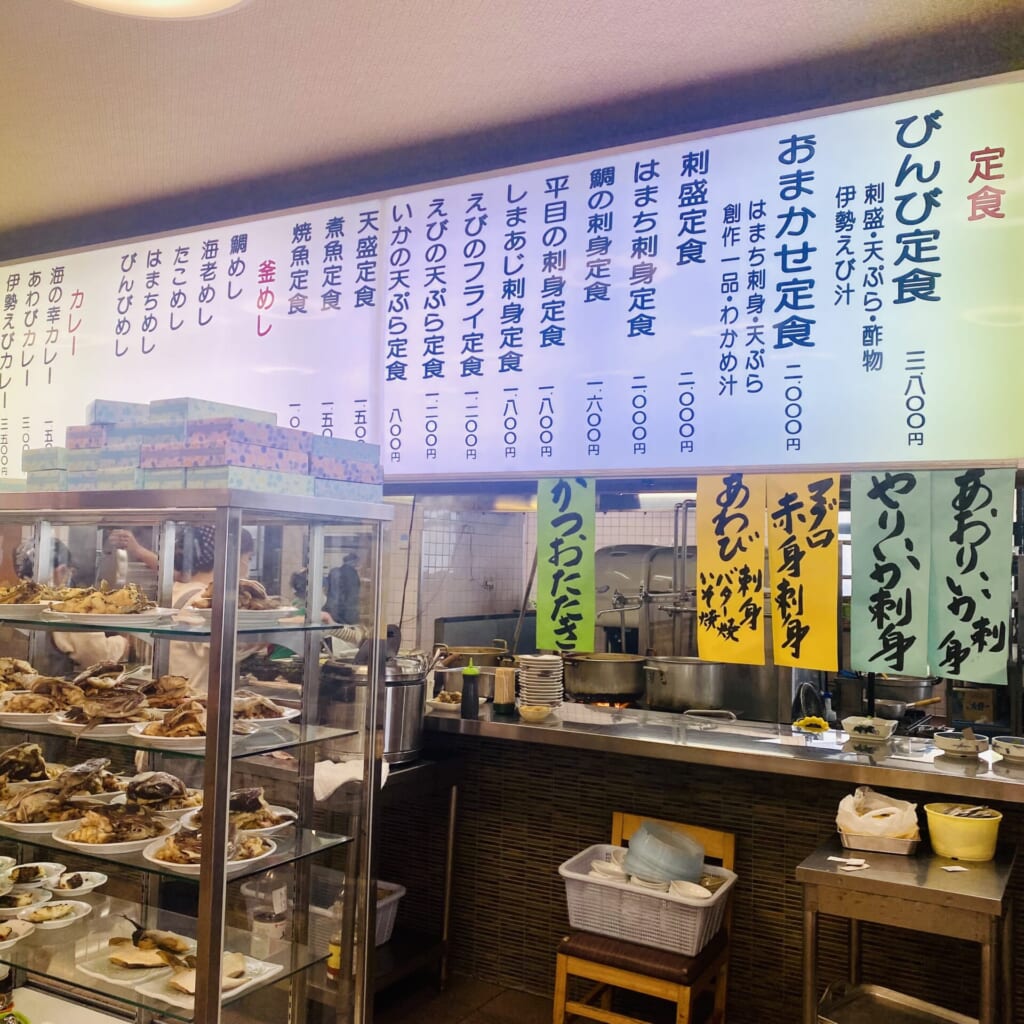 定食
びんび定食 三.八〇〇円
刺盛・天ぷら・酢物
伊勢えび汁
おまかせ定食 二.〇〇〇円
はまち刺身・天ぷら
創作一品・わかめ汁
刺盛定食 二.〇〇〇円
はまち刺身定食 二.〇〇〇円
鯛の刺身定食 一.六〇〇円
平目の刺身定食 一.八〇〇円
しまあじ刺身定食 一.八〇〇円
えびのフライ定食 一.二〇〇円
えびの天ぷら定食 一.二〇〇円
いかの天ぷら定食 八〇〇円
天盛定食
煮魚定食
焼魚定食
釜めし
鯛めし
海老めし
たこめし
はまちめし
びんびめし
カレー
海の幸カレー
あわびカレー
伊勢えびカレー 三.五〇〇円
あおりいか刺身
やりいか刺身
マグロ
赤身刺身
あわび 刺身
バター焼
いそ焼
かつおたたき